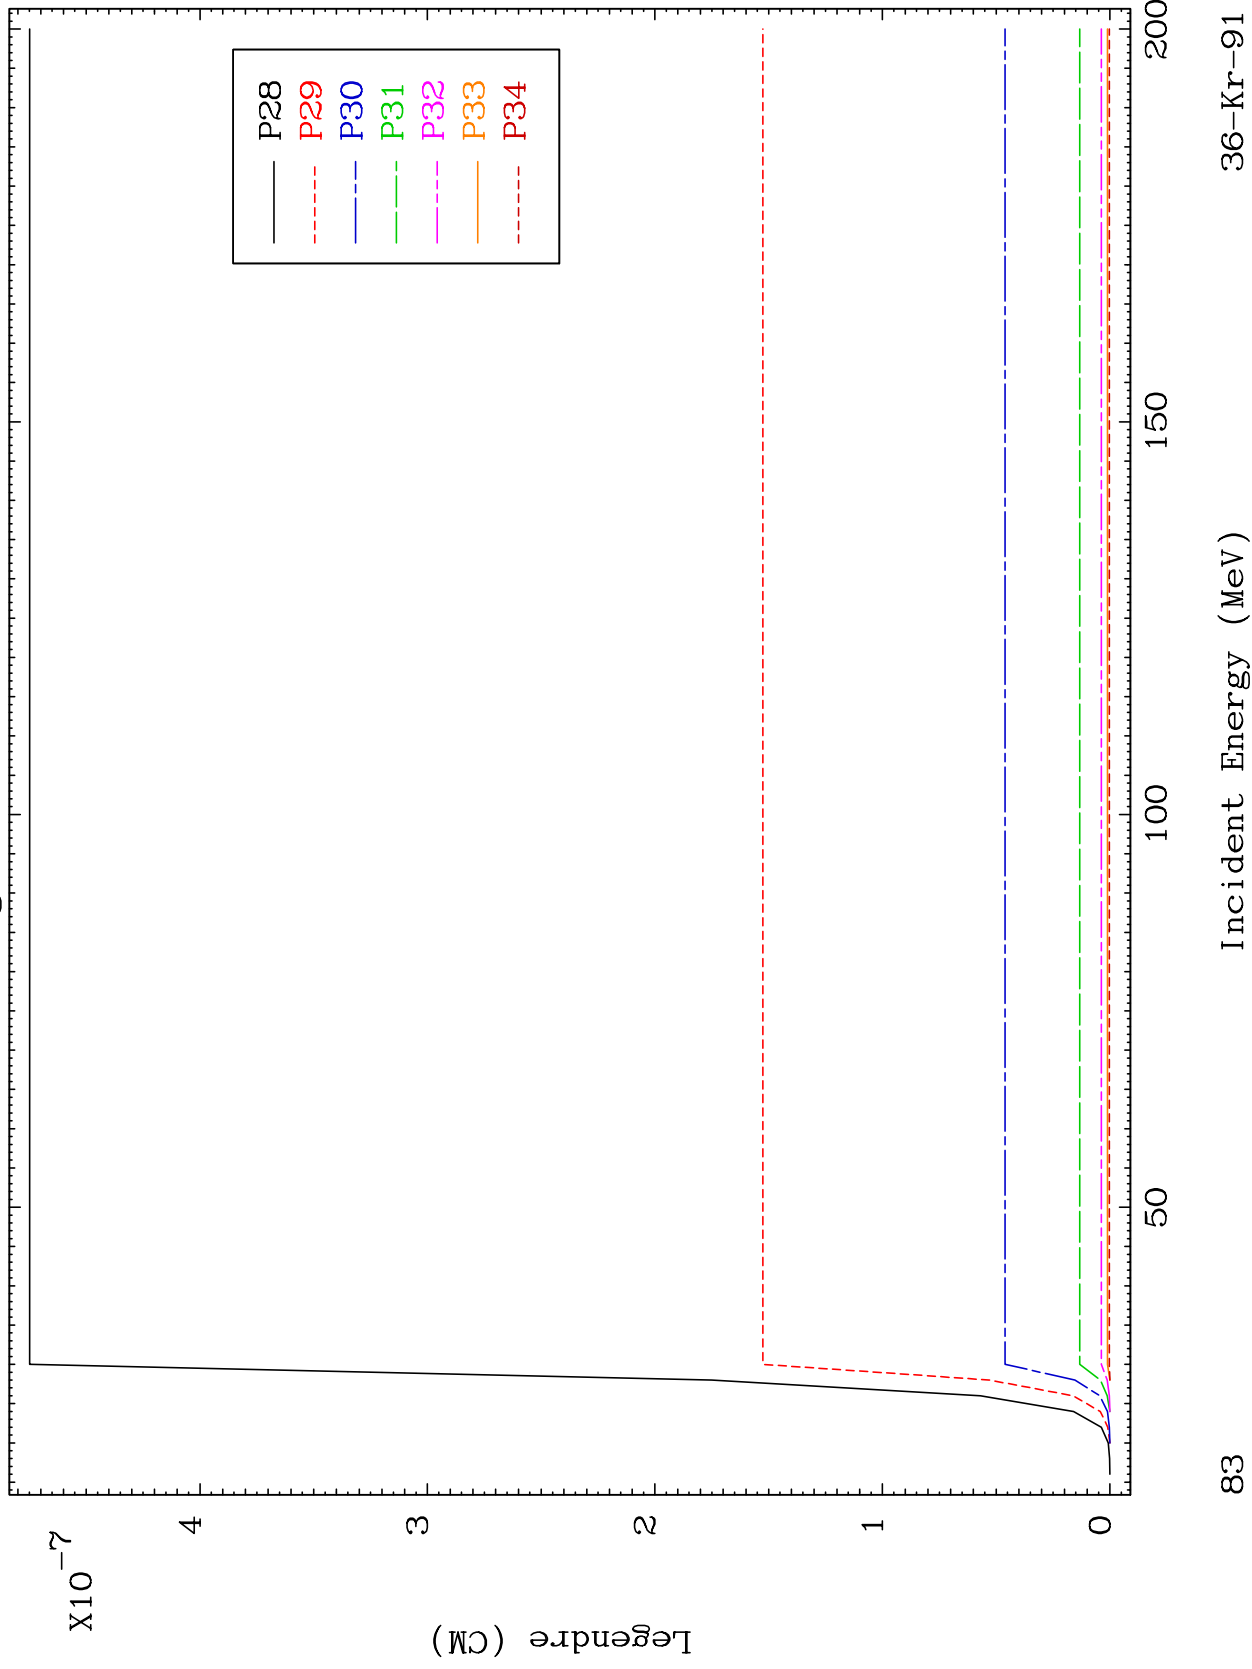 X10-7
Legendre (CM)
4
3
2
1
0
P28
P29
P30
P31
P32
P33
P34
50
100
150
200
83
Incident Energy (MeV)
36-Kr-91